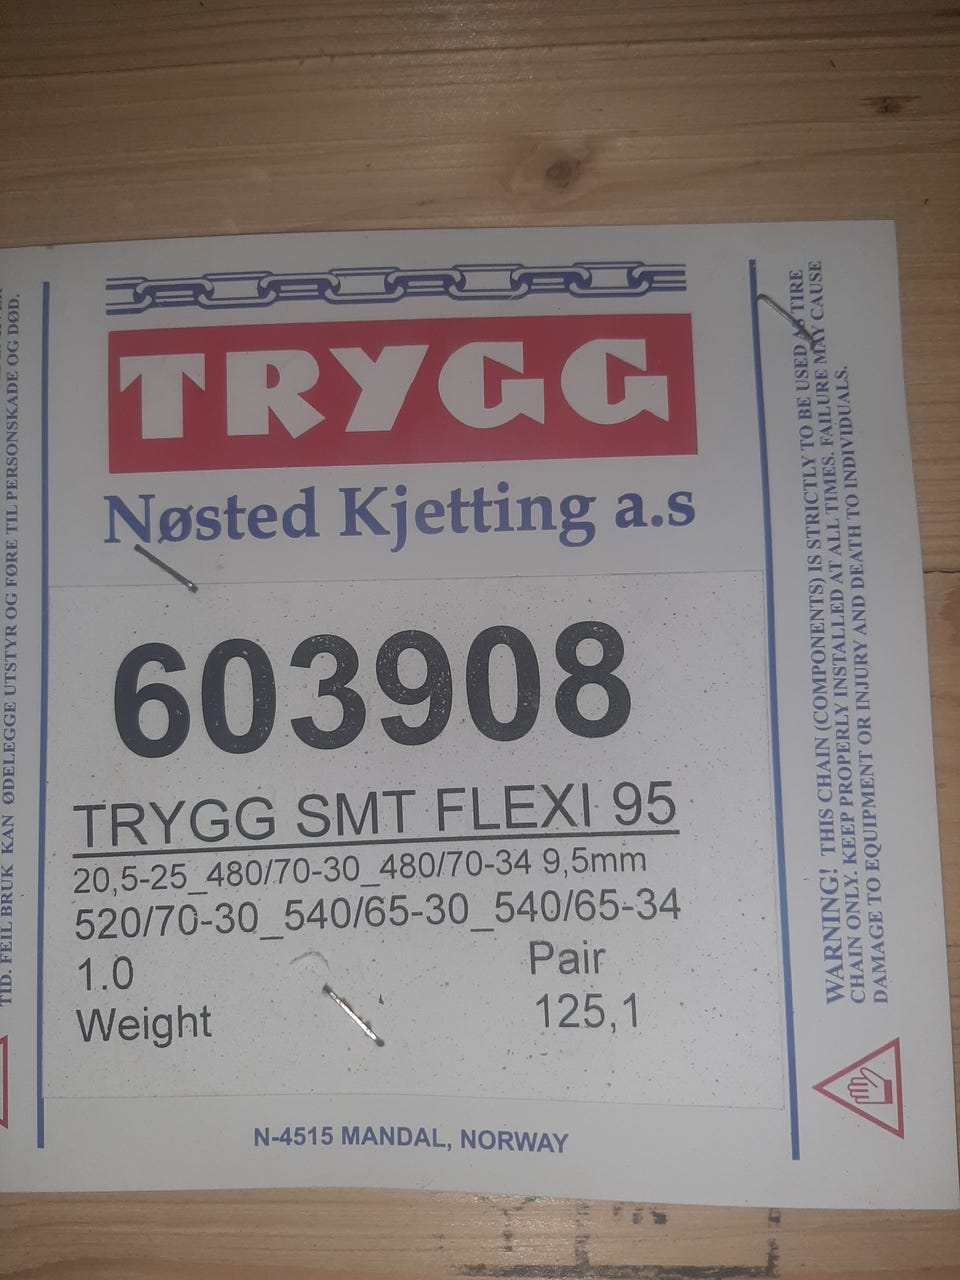 TID. FEIL BRUK KAN ØDELEGGE UTSTYR OG FØRE TIL PERSONSKADE OG DØD.
TRYGG
Nøsted Kjetting a.s
603908
TRYGG SMT FLEXI 95
20,5-25_480/70-30_480/70-34 9,5mm
520/70-30_540/65-30_540/65-34
1.0 Pair
Weight 125,1
N-4515 MANDAL, NORWAY
WARNING! THIS CHAIN (COMPONENTS) IS STRICTLY TO BE USED AS TIRE
CHAIN ONLY. KEEP PROPERLY INSTALLED AT ALL TIMES. FAILURE MAY CAUSE
DAMAGE TO EQUIPMENT OR INJURY AND DEATH TO INDIVIDUALS.